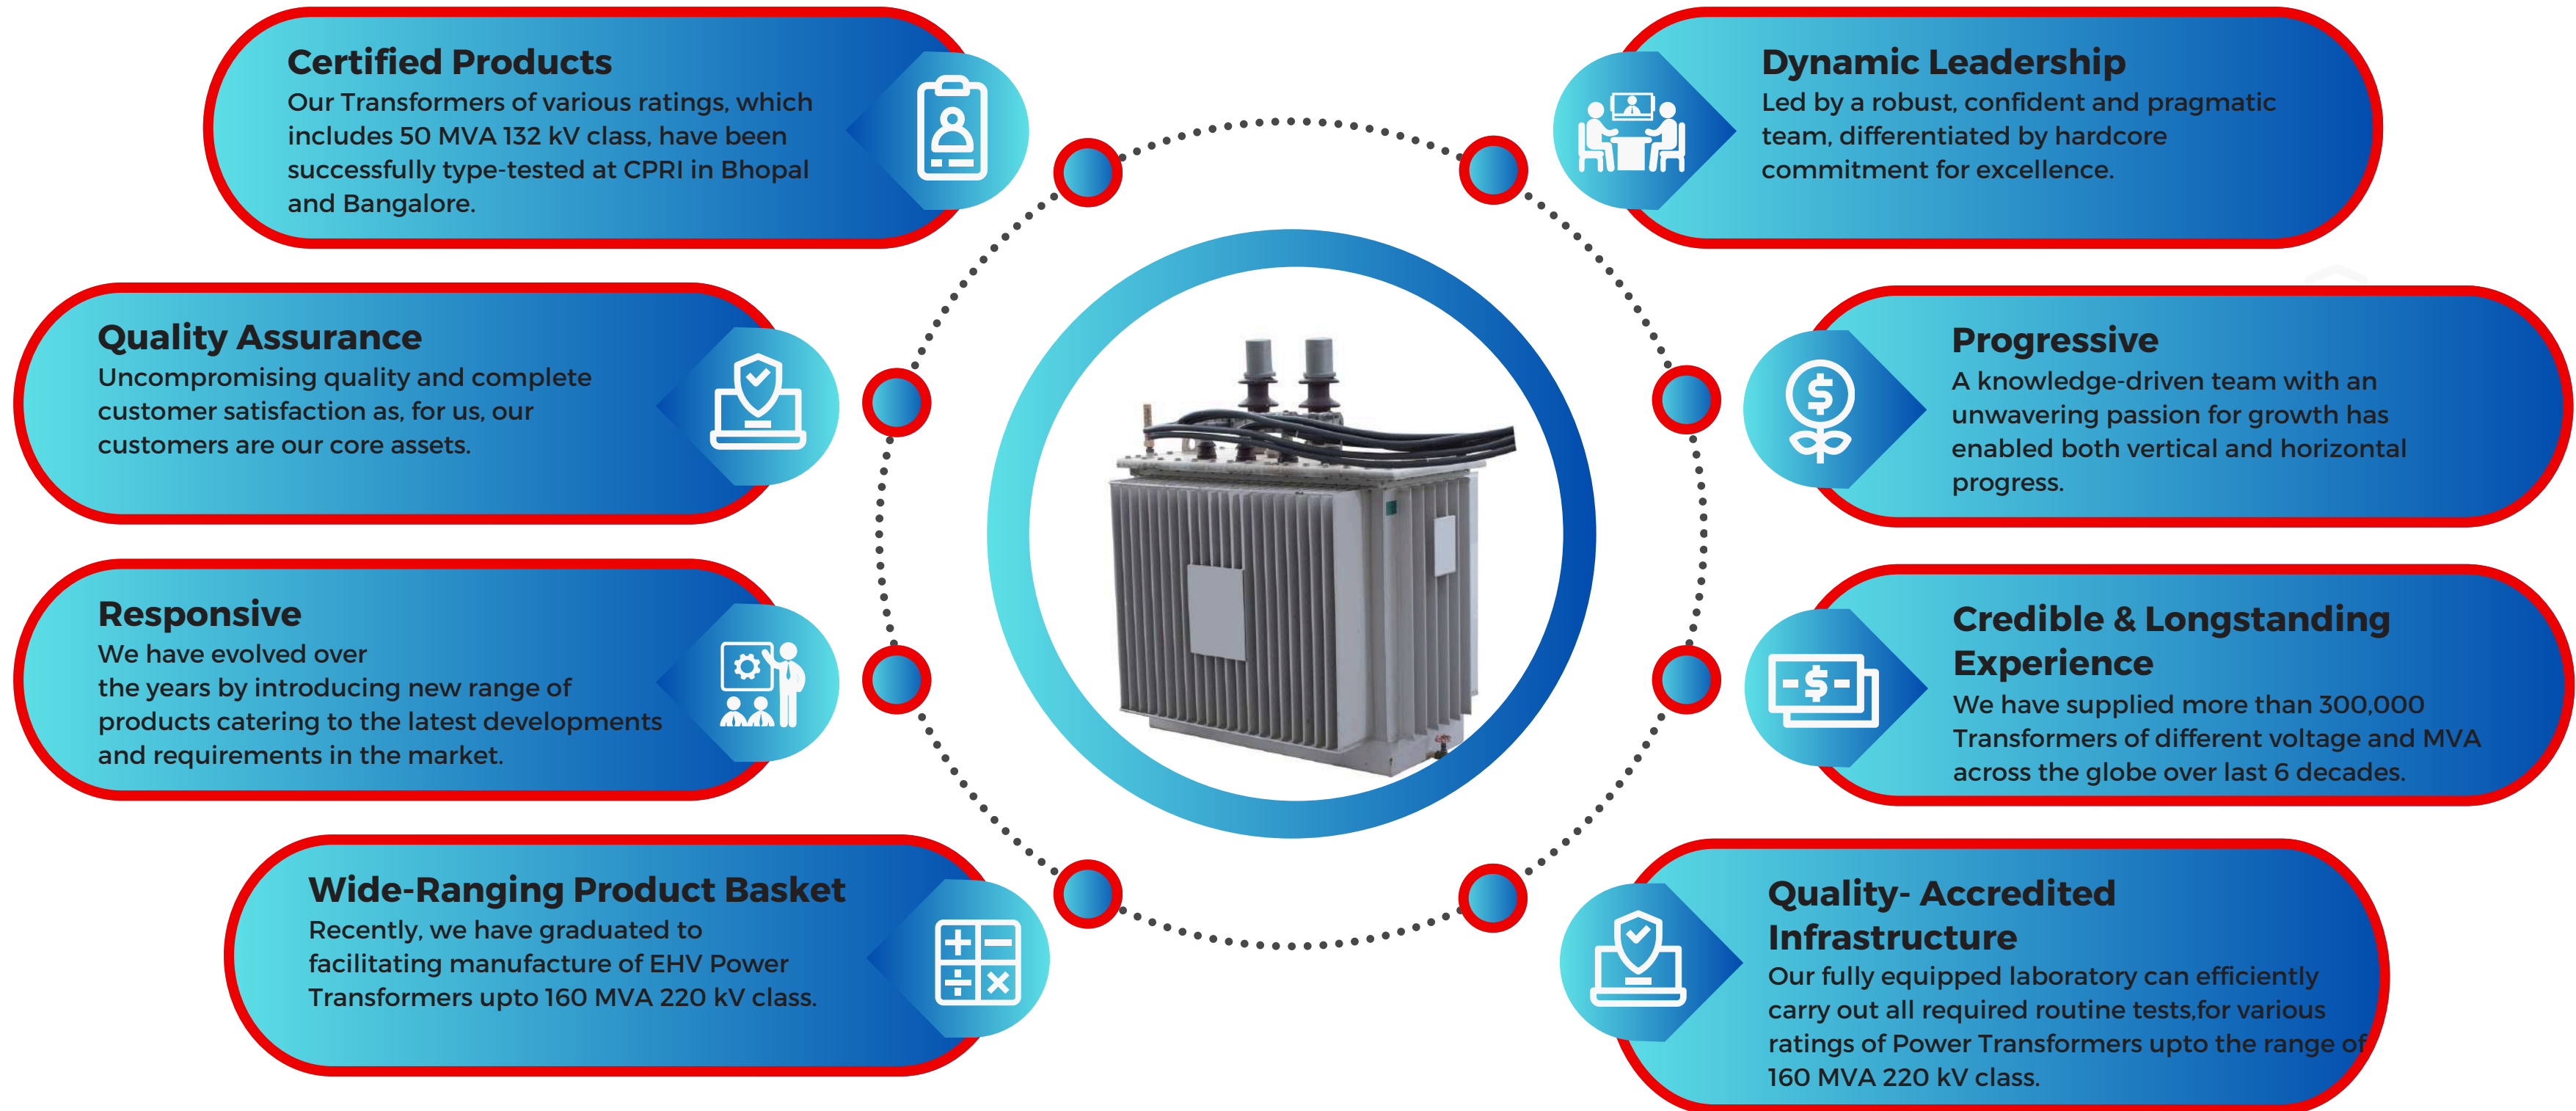 Certified Products
Our Transformers of various ratings, which
includes 50 MVA 132 kV class, have been
successfully type-tested at CPRI in Bhopal
and Bangalore.
Quality Assurance
Uncompromising quality and complete
customer satisfaction as, for us, our
customers are our core assets.
Responsive
We have evolved over
the years by introducing new range of
products catering to the latest developments
and requirements in the market.
Wide-Ranging Product Basket
Recently, we have graduated to
facilitating manufacture of EHV Power
Transformers upto 160 MVA 220 kV class.
Dynamic Leadership
Led by a robust, confident and pragmatic
team, differentiated by hardcore
commitment for excellence.
Progressive
A knowledge-driven team with an
unwavering passion for growth has
enabled both vertical and horizontal
progress.
Credible & Longstanding
Experience
We have supplied more than 300,000
Transformers of different voltage and MVA
across the globe over last 6 decades.
Quality- Accredited
Infrastructure
Our fully equipped laboratory can efficiently
carry out all required routine tests,for various
ratings of Power Transformers upto the range of
160 MVA 220 kV class.